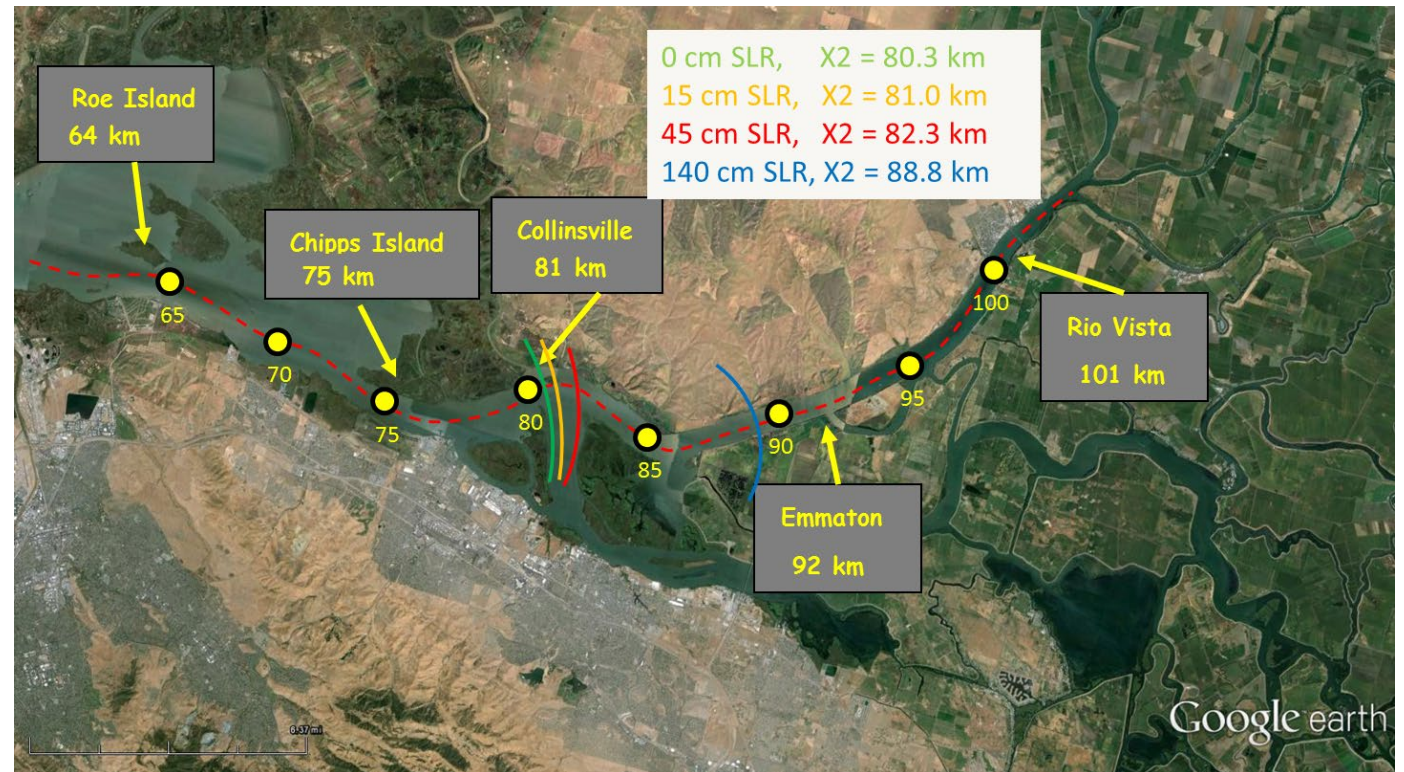 0 cm SLR, X2 = 80.3 km
15 cm SLR, X2 = 81.0 km
45 cm SLR, X2 = 82.3 km
140 cm SLR, X2 = 88.8 km
Roe Island
64 km
Chipps Island
75 km
Collinsville
81 km
Rio Vista
101 km
Emmaton
92 km
65
70
75
80
85
90
95
100
Google earth